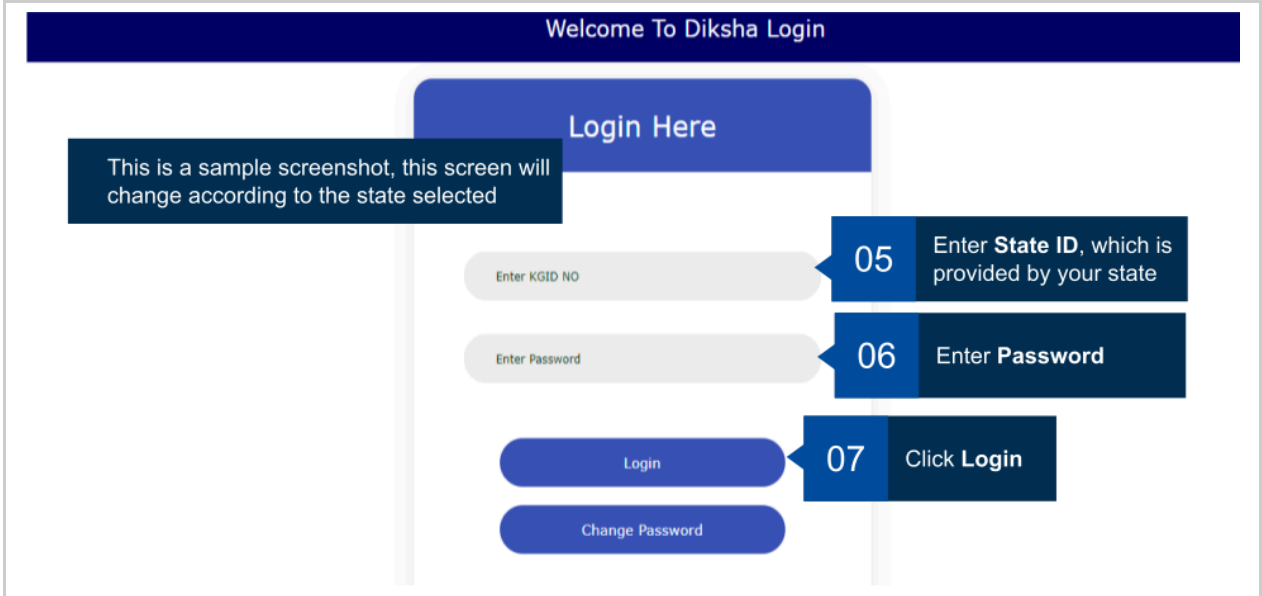 Welcome To Diksha Login
Login Here
This is a sample screenshot, this screen will
change according to the state selected
Enter KGID NO
05
Enter State ID, which is
provided by your state
Enter Password
06
Enter Password
Login
07
Click Login
Change Password